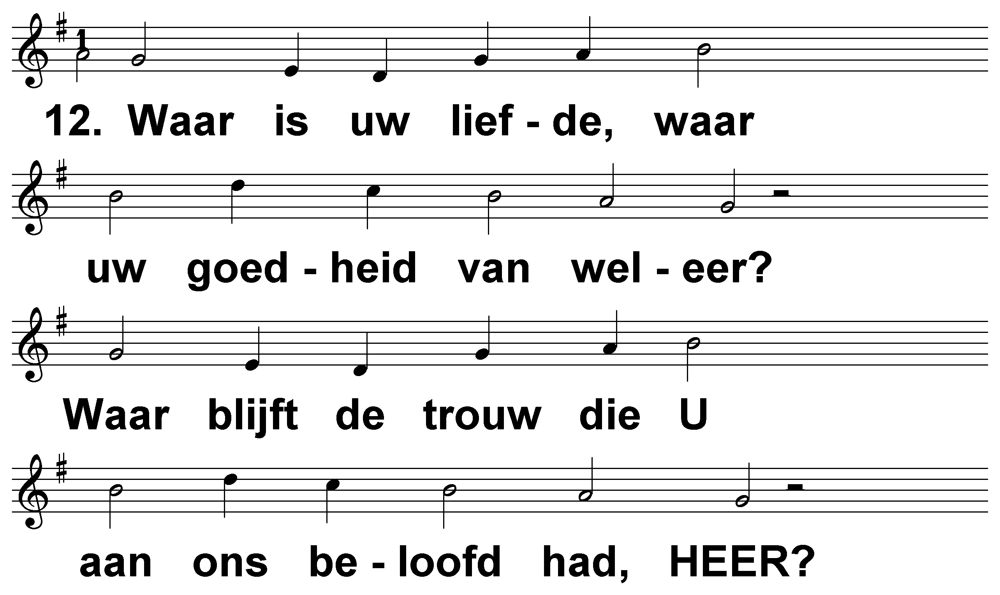 1
12. Waar is uw lief - de, waar
uw goed - heid van wel - eer?
Waar blijft de trouw die U
aan ons be - loofd had, HEER?